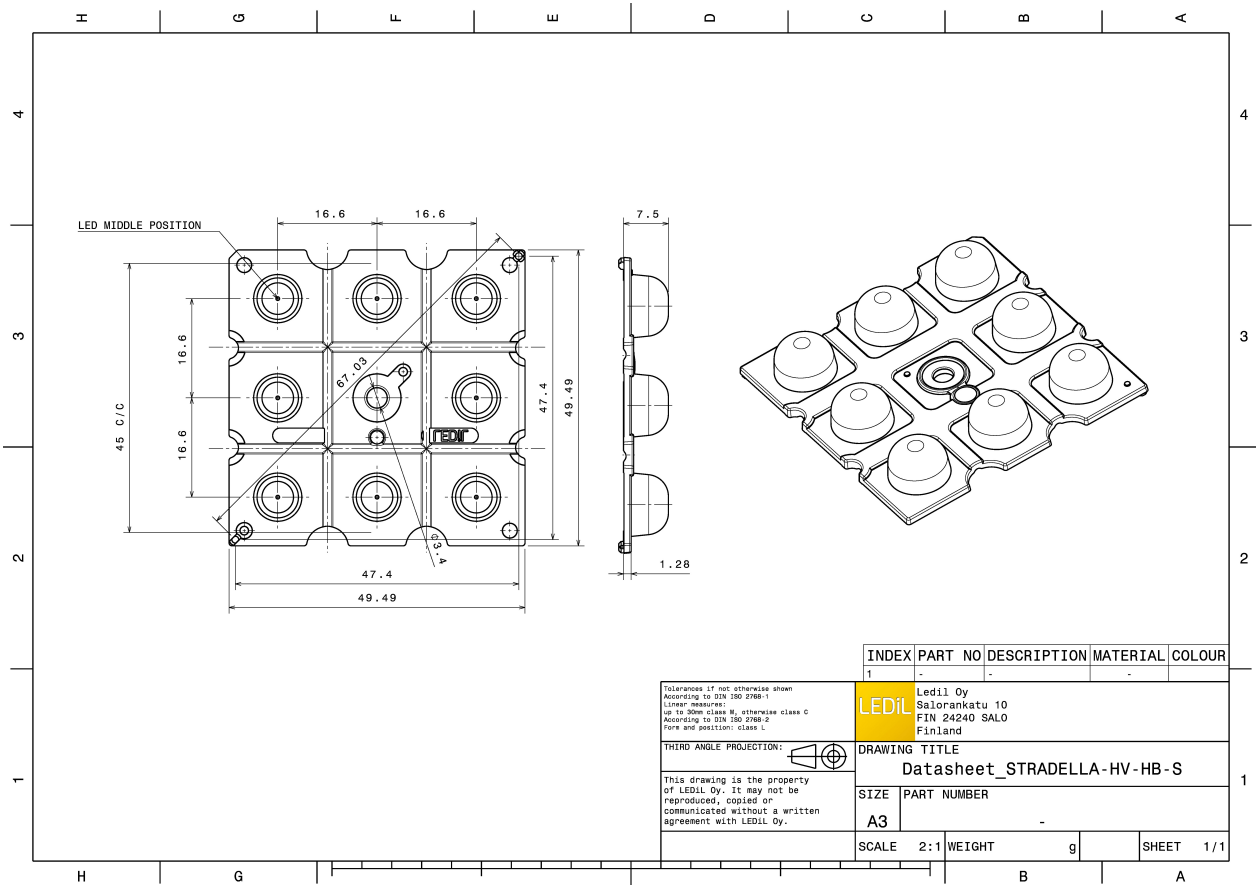 H G F E D C B A
4 4
LED MIDDLE POSITION
16.6 16.6
7.5
3 3
16.6
67.03
47.4
49.49
45 C/C
16.6
LEDiL
Ø3.4
2 2
1.28
47.4
49.49
INDEX PART NO DESCRIPTION MATERIAL COLOUR
1 - - -
Tolerances if not otherwise shown
According to DIN ISO 2768-1
Linear measures:
up to 30mm class M, otherwise class C
According to DIN ISO 2768-2
Form and position: class L
LEDiL
Ledil Oy
Salorankatu 10
FIN 24240 SALO
Finland
THIRD ANGLE PROJECTION:
DRAWING TITLE
Datasheet_STRADELLA-HV-HB-S
1 1
This drawing is the property
of LEDiL Oy. It may not be
reproduced, copied or
communicated without a written
agreement with LEDiL Oy.
SIZE PART NUMBER
A3 -
SCALE 2:1 WEIGHT g SHEET 1/1
H G B A